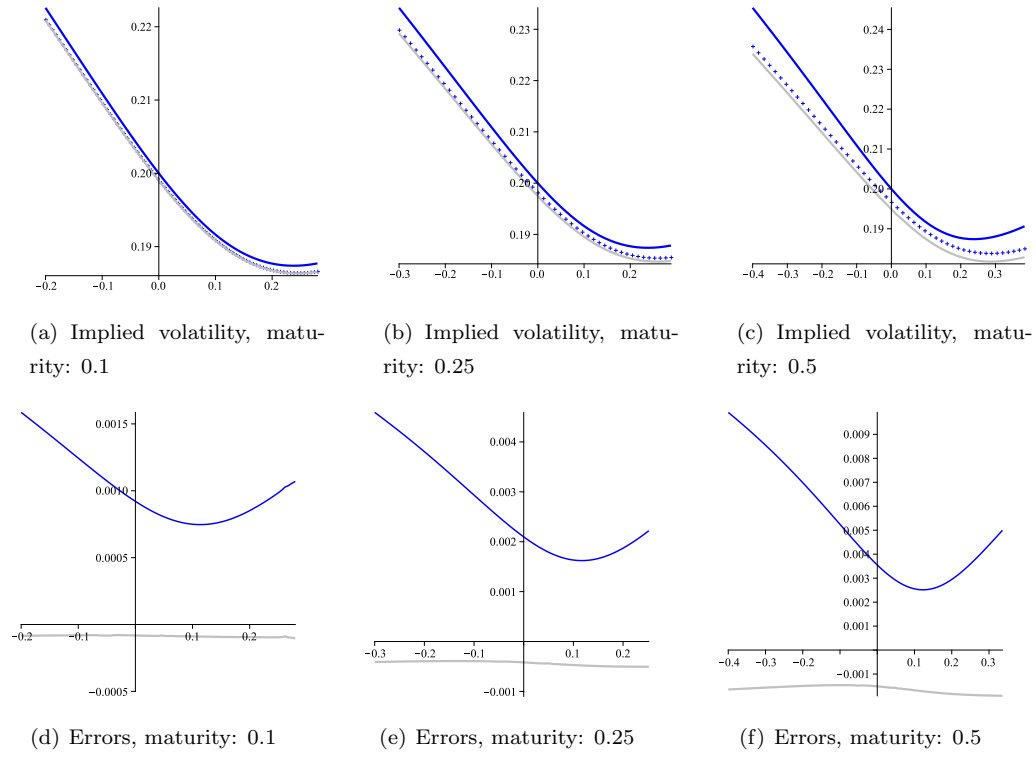 0.22
0.21
0.20
0.19
−0.2 −0.1 0.0 0.1 0.2
0.23
0.22
0.21
0.20
0.19
−0.3 −0.2 −0.1 0.0 0.1 0.2
0.24
0.23
0.22
0.21
0.20
0.19
−0.4 −0.3 −0.2 −0.1 0.0 0.1 0.2 0.3
(a) Implied volatility, matu-
rity: 0.1
(b) Implied volatility, matu-
rity: 0.25
(c) Implied volatility, matu-
rity: 0.5
0.0015
0.0010
0.0005
−0.2 −0.1 0.1 0.2
−0.0005
0.004
0.003
0.002
0.001
−0.3 −0.2 −0.1 0.1 0.2
−0.001
0.009
0.008
0.007
0.006
0.005
0.004
0.003
0.002
0.001
−0.4 −0.3 −0.2 −0.1 0.1 0.2 0.3
−0.001
(d) Errors, maturity: 0.1
(e) Errors, maturity: 0.25
(f) Errors, maturity: 0.5